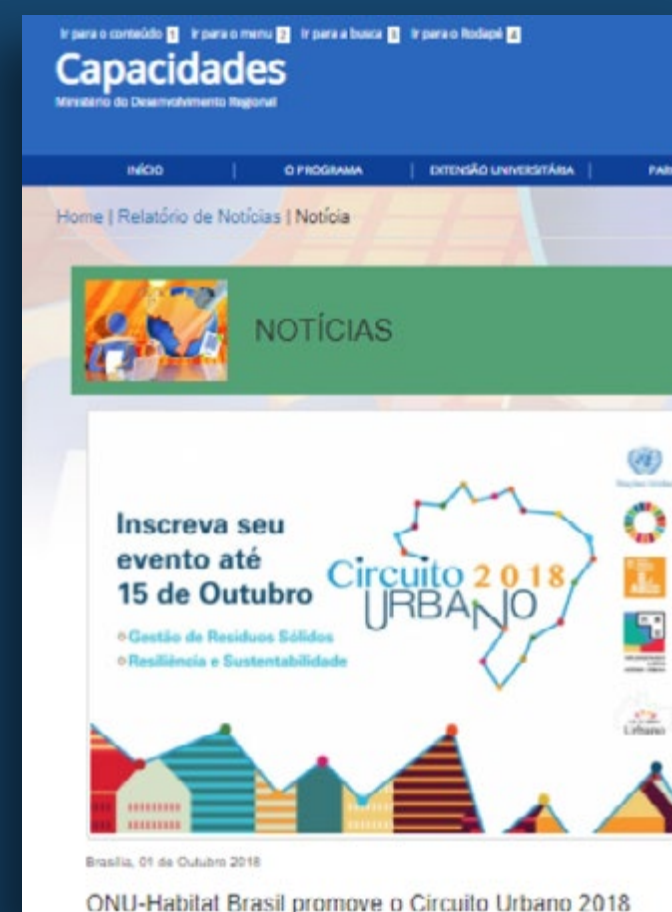 Ir para o conteúdo 1 Ir para o menu 2 Ir para a busca 3 Ir para o Rodapé 4
Capacidades
Ministério do Desenvolvimento Regional
INÍCIO | O PROGRAMA | EXTENSÃO UNIVERSITÁRIA |
Home | Relatório de Notícias | Notícia
NOTÍCIAS
Inscreva seu
evento até
15 de Outubro
Gestão de Resíduos Sólidos
Resiliência e Sustentabilidade
Circuito 2018
URBANO
Nações Unidas
Urbano
Brasília, 01 de Outubro 2018
ONU-Habitat Brasil promove o Circuito Urbano 2018